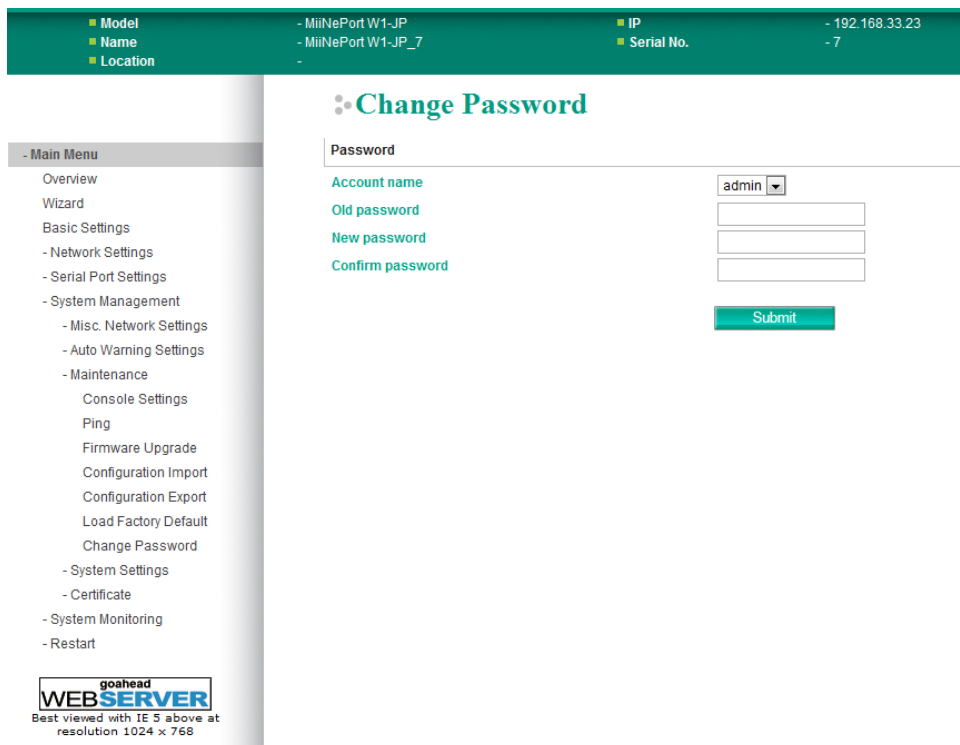 Model - MiiNePort W1-JP IP - 192.168.33.23
Name - MiiNePort W1-JP_7 Serial No. - 7
Location -
Change Password
- Main Menu
Overview
Wizard
Basic Settings
- Network Settings
- Serial Port Settings
- System Management
- Misc. Network Settings
- Auto Warning Settings
- Maintenance
Console Settings
Ping
Firmware Upgrade
Configuration Import
Configuration Export
Load Factory Default
Change Password
- System Settings
- Certificate
- System Monitoring
- Restart
goahead
WEBSERVER
Best viewed with IE 5 above at
resolution 1024 x 768
Password
Account name admin
Old password
New password
Confirm password
Submit